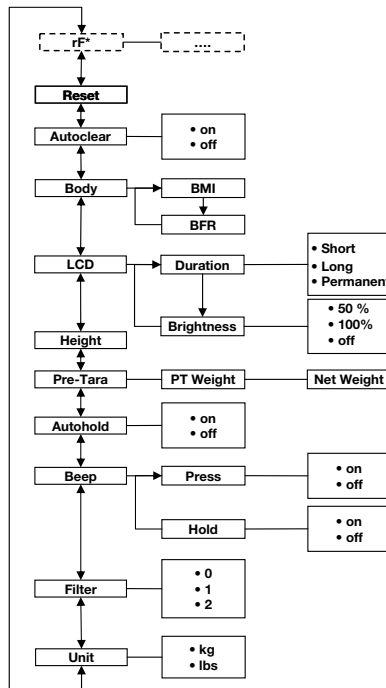 rF* ....
Reset
Autoclear • on
• off
Body BMI
BFR
LCD Duration • Short
• Long
• Permanent
Brightness • 50 %
• 100%
• off
Height
Pre-Tara PT Weight Net Weight
Autohold • on
• off
Beep Press • on
• off
Hold • on
• off
Filter • 0
• 1
• 2
Unit • kg
• lbs